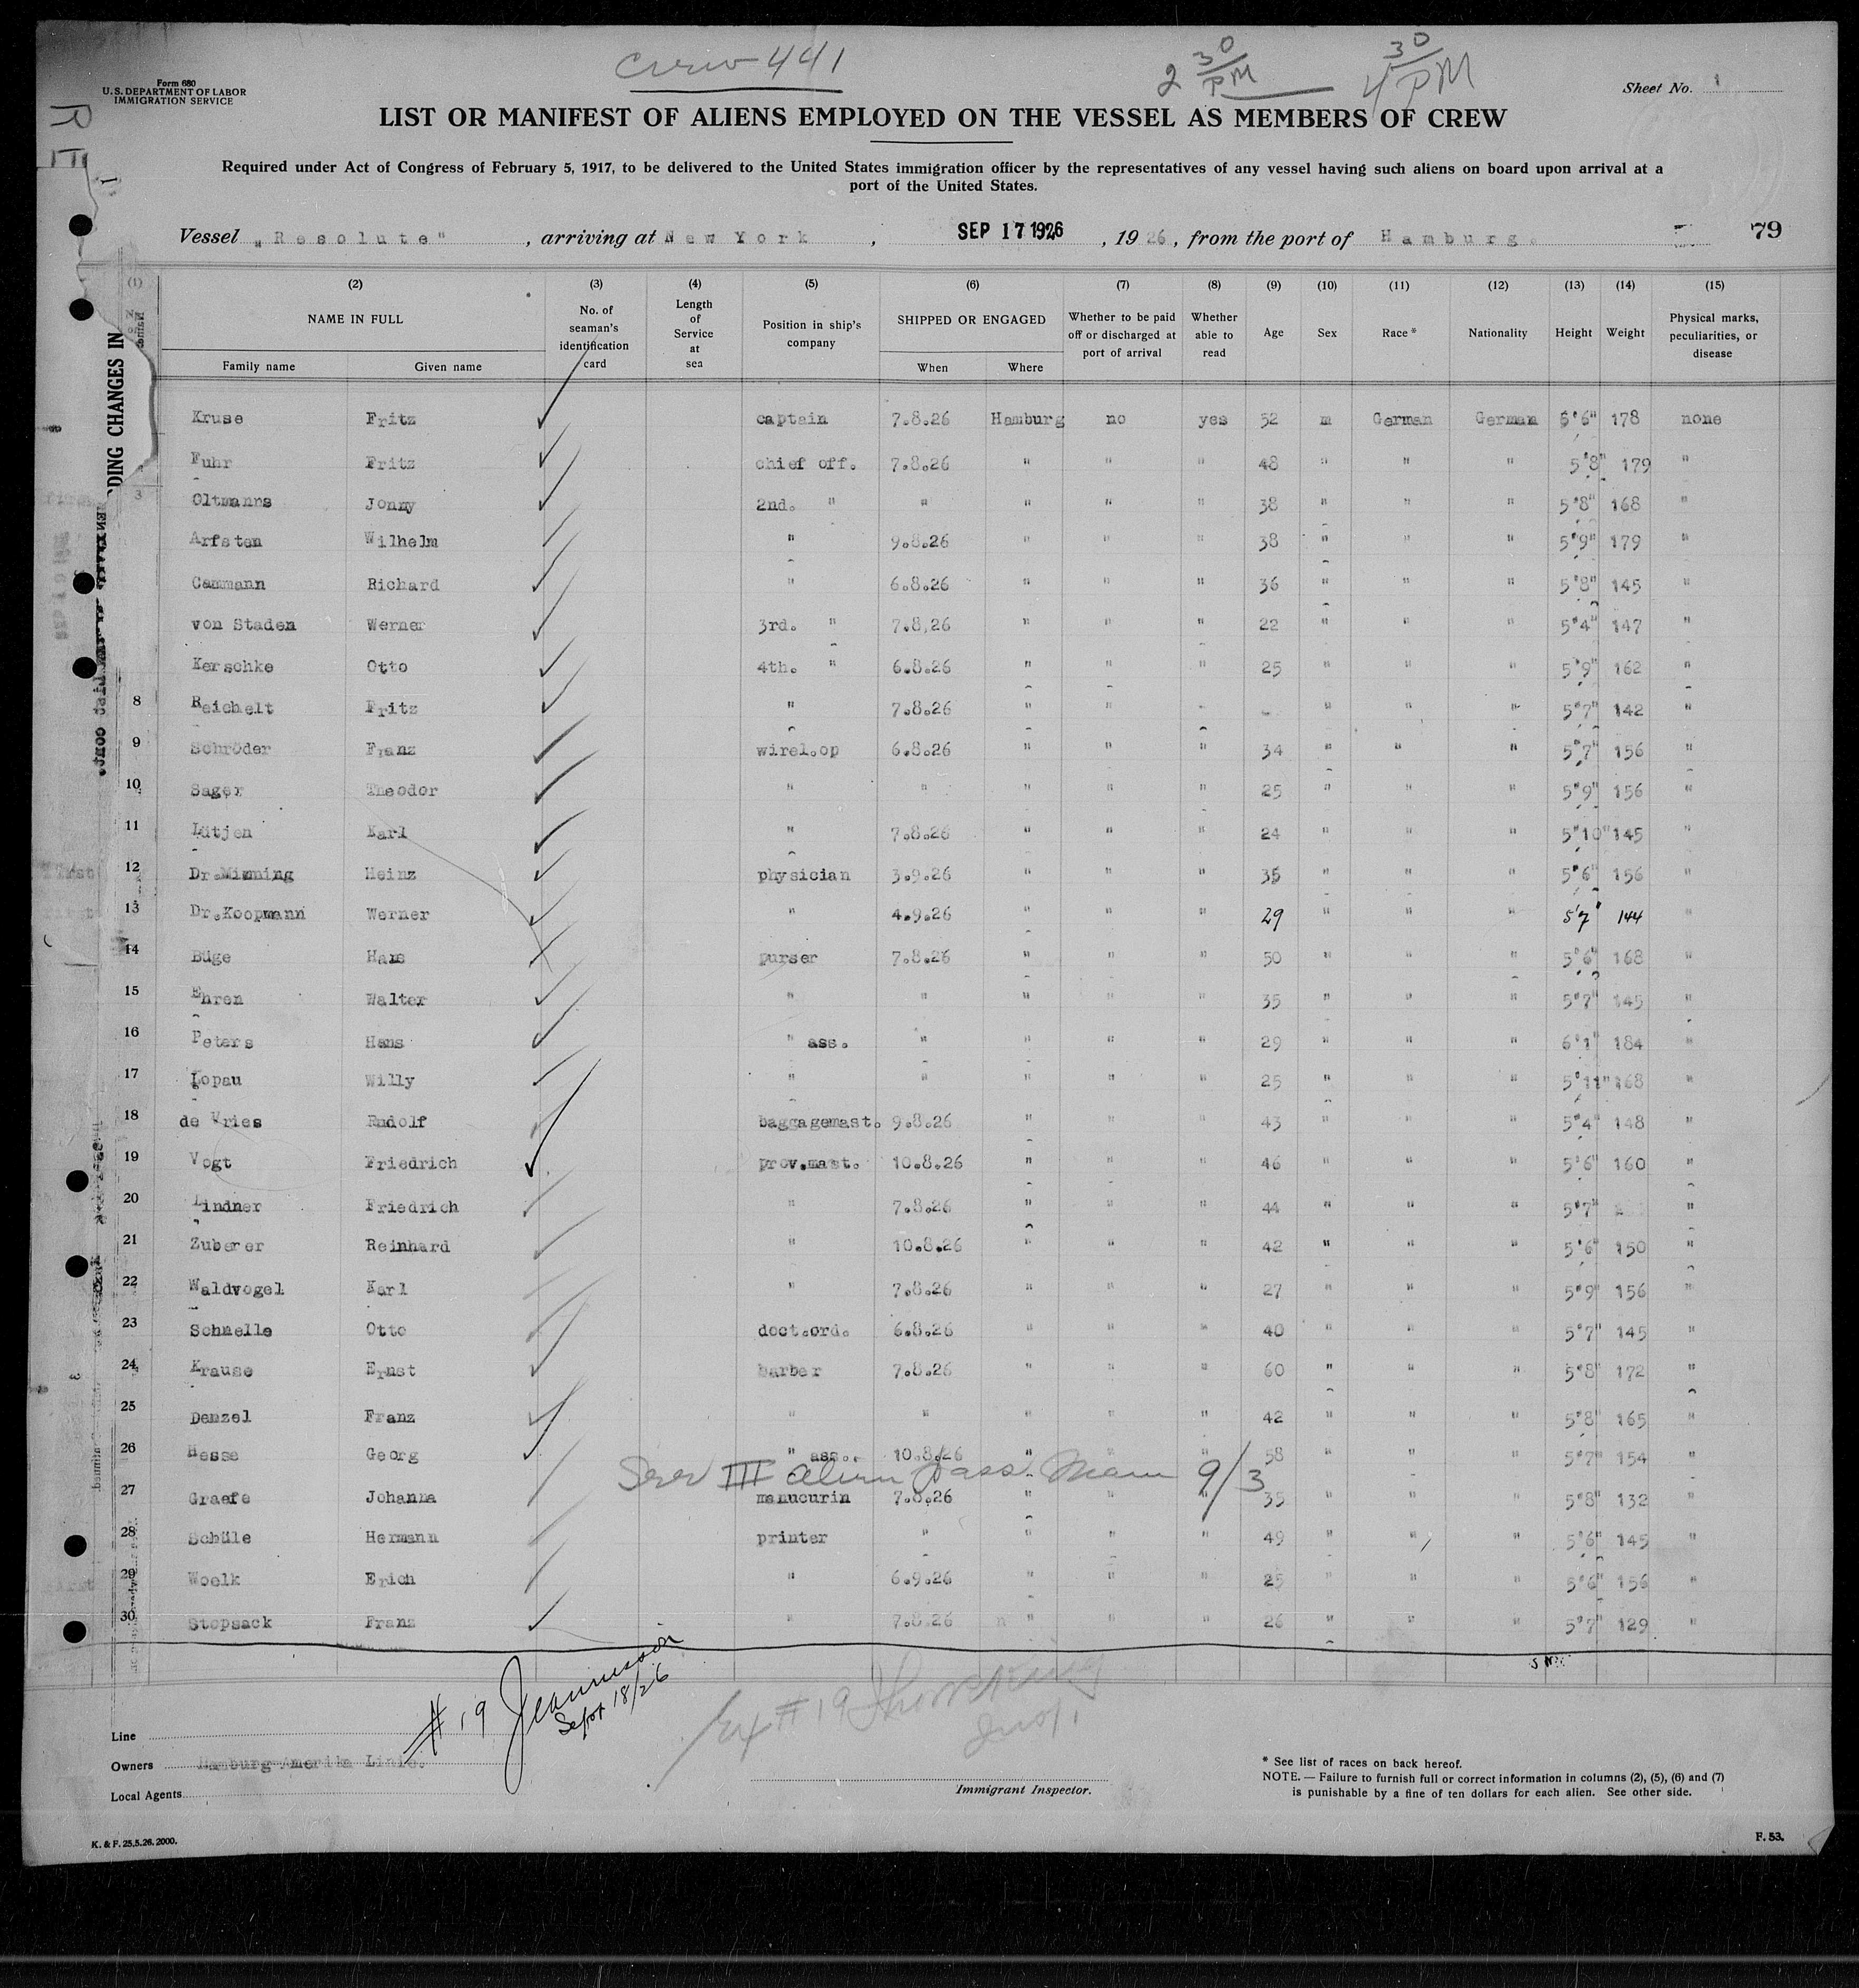 Crew 441
2 30/PM 4 30/PM
Form 680
U. S. DEPARTMENT OF LABOR
IMMIGRATION SERVICE
Sheet No. 1
LIST OR MANIFEST OF ALIENS EMPLOYED ON THE VESSEL AS MEMBERS OF CREW
Required under Act of Congress of February 5, 1917, to be delivered to the United States immigration officer by the representatives of any vessel having such aliens on board upon arrival at a
port of the United States.
Vessel "Resolute", arriving at New York, SEP 17 1926, 1926, from the port of Hamburg. 79
(1) (2) (3) (4) (5) (6) (7) (8) (9) (10) (11) (12) (13) (14) (15)
NAME IN FULL No. of seaman's identification card Length of Service at sea Position in ship's company SHIPPED OR ENGAGED Whether to be paid off or discharged at port of arrival Whether able to read Age Sex Race * Nationality Height Weight Physical marks, peculiarities, or disease
Family name Given name When Where
Kruse Fritz captain 7.8.26 Hamburg no yes 52 m German German 5'6" 178 none
Fuhr Fritz chief off. 7.8.26 " " " 48 " " " 5'8" 179 "
3 Oltmanns Jonny 2nd. " " " " " 38 " " " 5'8" 168 "
Arfsten Wilhelm " 9.8.26 " " " 38 " " " 5'9" 179 "
Cammann Richard " 6.8.26 " " " 36 " " " 5'8" 145 "
von Staden Werner 3rd. " 7.8.26 " " " 22 " " " 5'4" 147 "
Kerschke Otto 4th. " 6.8.26 " " " 25 " " " 5'9" 162 "
8 Reichelt Fritz " 7.8.26 " " " " " " 5'7" 142 "
9 Schröder Franz wirel.op 6.8.26 " " " 34 " " " 5'7" 156 "
10 Sager Theodor " " " " " 25 " " " 5'9" 156 "
11 Lütjen Karl " 7.8.26 " " " 24 " " " 5'10" 145 "
12 Dr.Minning Heinz physician 3.9.26 " " " 35 " " " 5'6" 156 "
13 Dr.Koopmann Werner " 4.9.26 " " " 29 " " " 5'7" 144 "
14 Büge Hans purser 7.8.26 " " " 50 " " " 5'6" 168 "
15 Ehren Walter " " " " " 35 " " " 5'7" 145 "
16 Peters Hans " ass. " " " " 29 " " " 6'1" 184 "
17 Lopau Willy " " " " " 25 " " " 5'11" 168 "
18 de Vries Rudolf baggagemast. 9.8.26 " " " 43 " " " 5'4" 148 "
19 Vogt Friedrich prov.mast. 10.8.26 " " " 46 " " " 5'6" 160 "
20 Lindner Friedrich " 7.8.26 " " " 44 " " " 5'7" "
21 Zuberer Reinhard " 10.8.26 " " " 42 " " " 5'6" 150 "
22 Waldvogel Karl " 7.8.26 " " " 27 " " " 5'9" 156 "
23 Schnelle Otto doct.ord. 6.8.26 " " " 40 " " " 5'7" 145 "
24 Krause Ernst barber 7.8.26 " " " 60 " " " 5'8" 172 "
25 Denzel Franz " " " " " 42 " " " 5'8" 165 "
26 Hesse Georg " ass. 10.8.26 " " " 58 " " " 5'7" 154 "
III alien pass. 9/3
27 Graefe Johanna manucurin 7.8.26 " " " 35 " " " 5'8" 132 "
28 Schüle Hermann printer " " " " 49 " " " 5'6" 145 "
29 Woelk Erich " 6.9.26 " " " 25 " " " 5'6" 156 "
30 Stopsack Franz " 7.8.26 " " " 26 " " " 5'7" 129 "
# 19
Sept 18/26
# 19
Line
Owners Hamburg-Amerika Linie.
Local Agents
Immigrant Inspector.
* See list of races on back hereof.
NOTE. — Failure to furnish full or correct information in columns (2), (5), (6) and (7)
is punishable by a fine of ten dollars for each alien. See other side.
K. & F. 25.5.26. 2000.
F. 53.